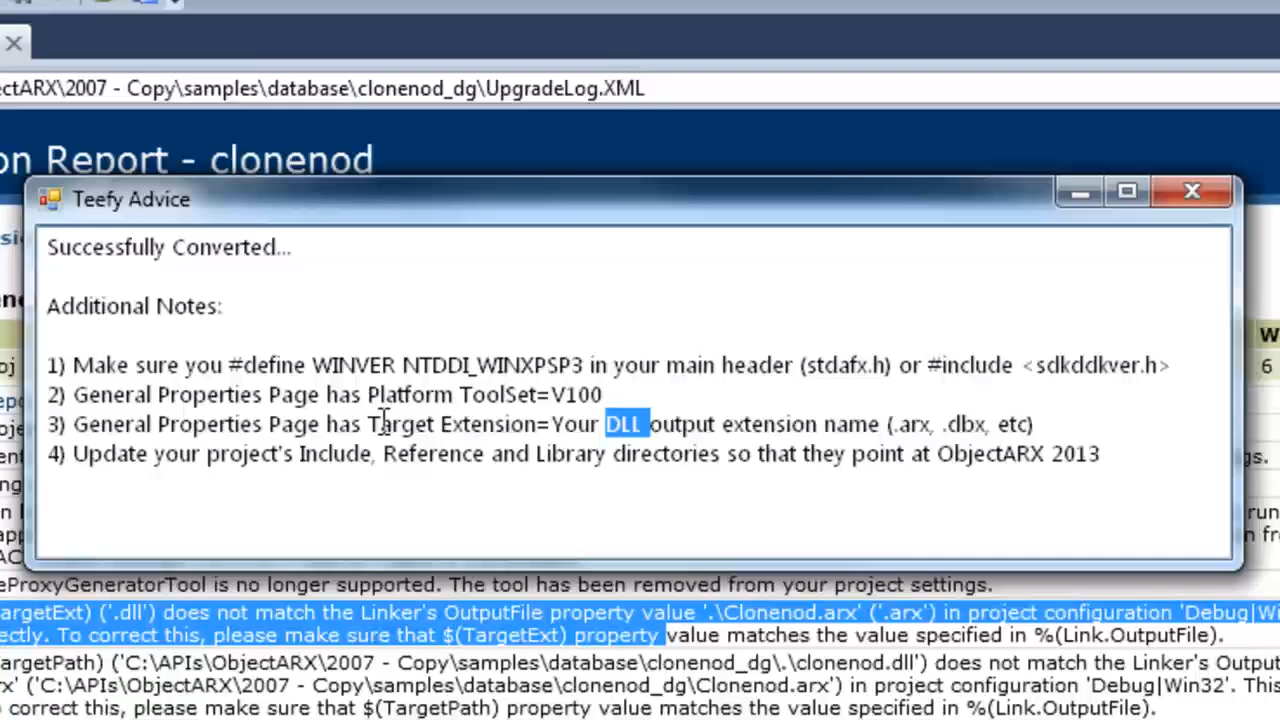 ectARX\2007 - Copy\samples\database\clonenod_dg\UpgradeLog.XML
on Report - clonenod
Teefy Advice
Successfully Converted...
Additional Notes:
1) Make sure you #define WINVER NTDDI_WINXPSP3 in your main header (stdafx.h) or #include <sdkddkver.h>
2) General Properties Page has Platform ToolSet=V100
3) General Properties Page has Target Extension=Your DLL output extension name (.arx, .dbx, etc)
4) Update your project's Include, Reference and Library directories so that they point at ObjectARX 2013
W
oj
6
gs.
run
eProxyGeneratorTool is no longer supported. The tool has been removed from your project settings.
TargetExt) ('.dll') does not match the Linker's OutputFile property value '.\Clonenod.arx' ('.arx') in project configuration 'Debug|Wi
ectly. To correct this, please make sure that $(TargetExt) property value matches the value specified in %(Link.OutputFile).
TargetPath) ('C:\APIs\ObjectARX\2007 - Copy\samples\database\clonenod_dg\.\clonenod.dll') does not match the Linker's Output
rx' ('C:\APIs\ObjectARX\2007 - Copy\samples\database\clonenod_dg\Clonenod.arx') in project configuration 'Debug|Win32'. This
o correct this, please make sure that $(TargetPath) property value matches the value specified in %(Link.OutputFile).